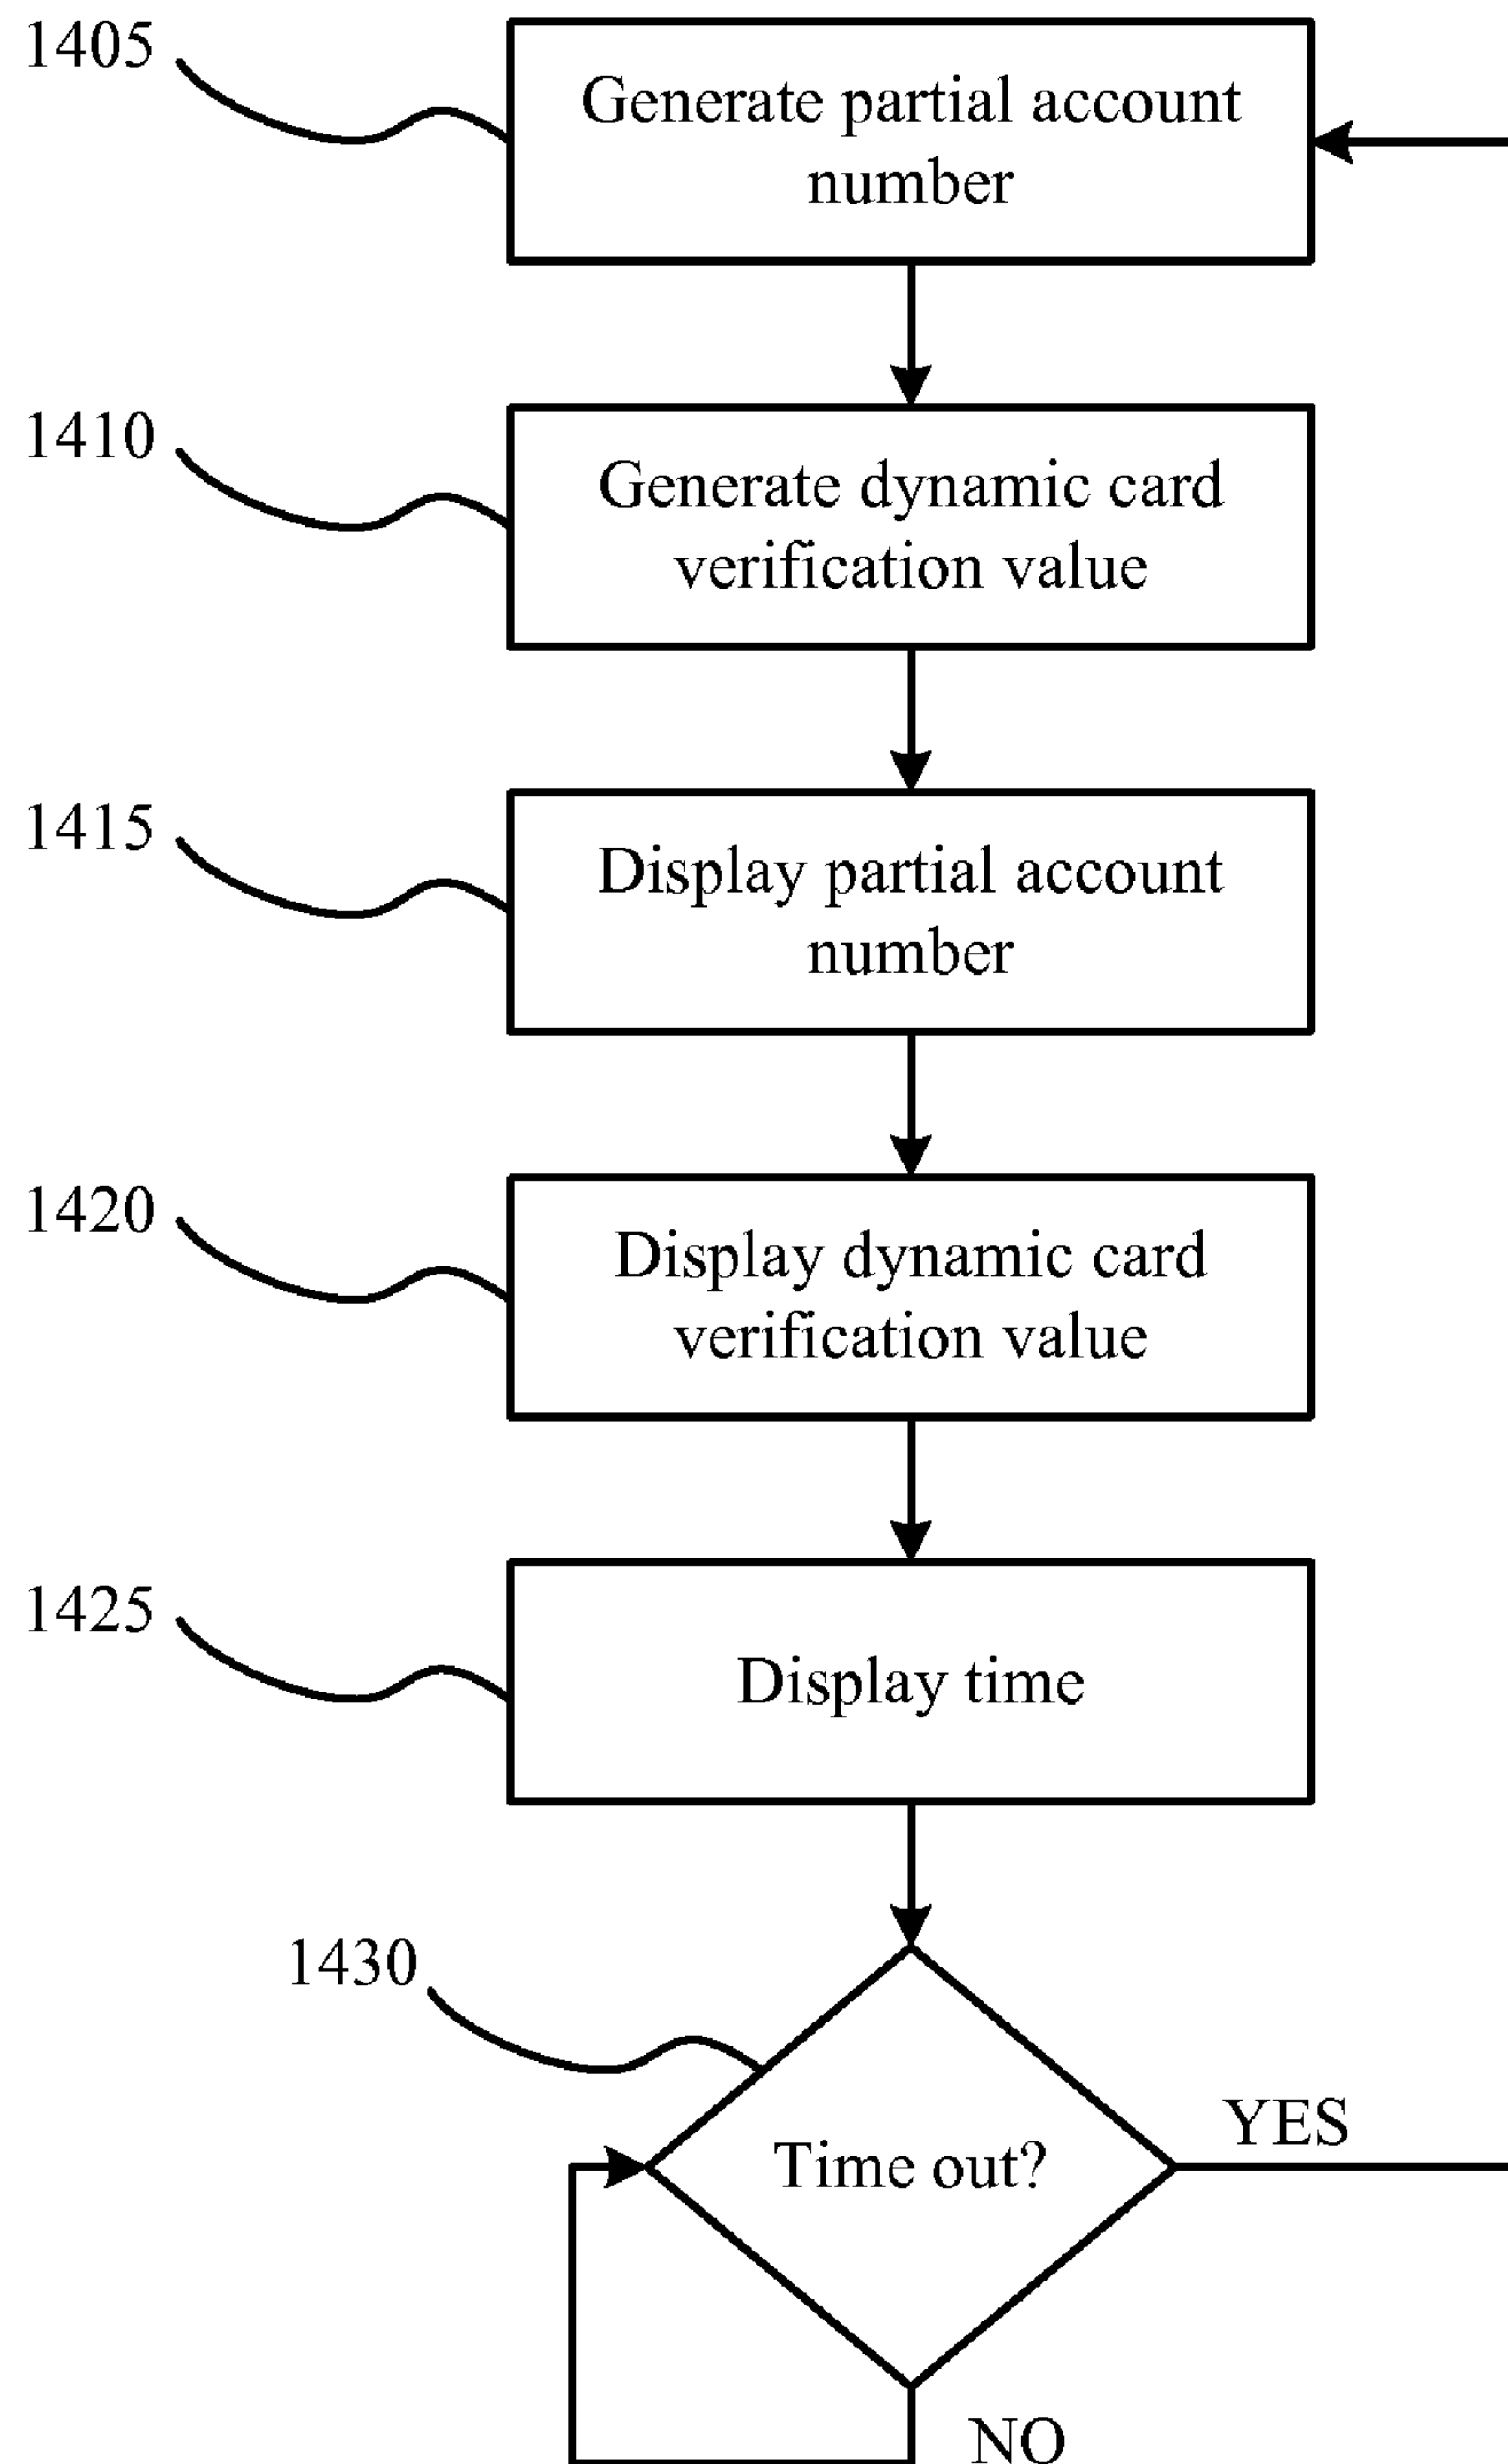 1405
Generate partial account
number
1410
Generate dynamic card
verification value
1415
Display partial account
number
1420
Display dynamic card
verification value
1425
Display time
1430
Time out?
YES
NO